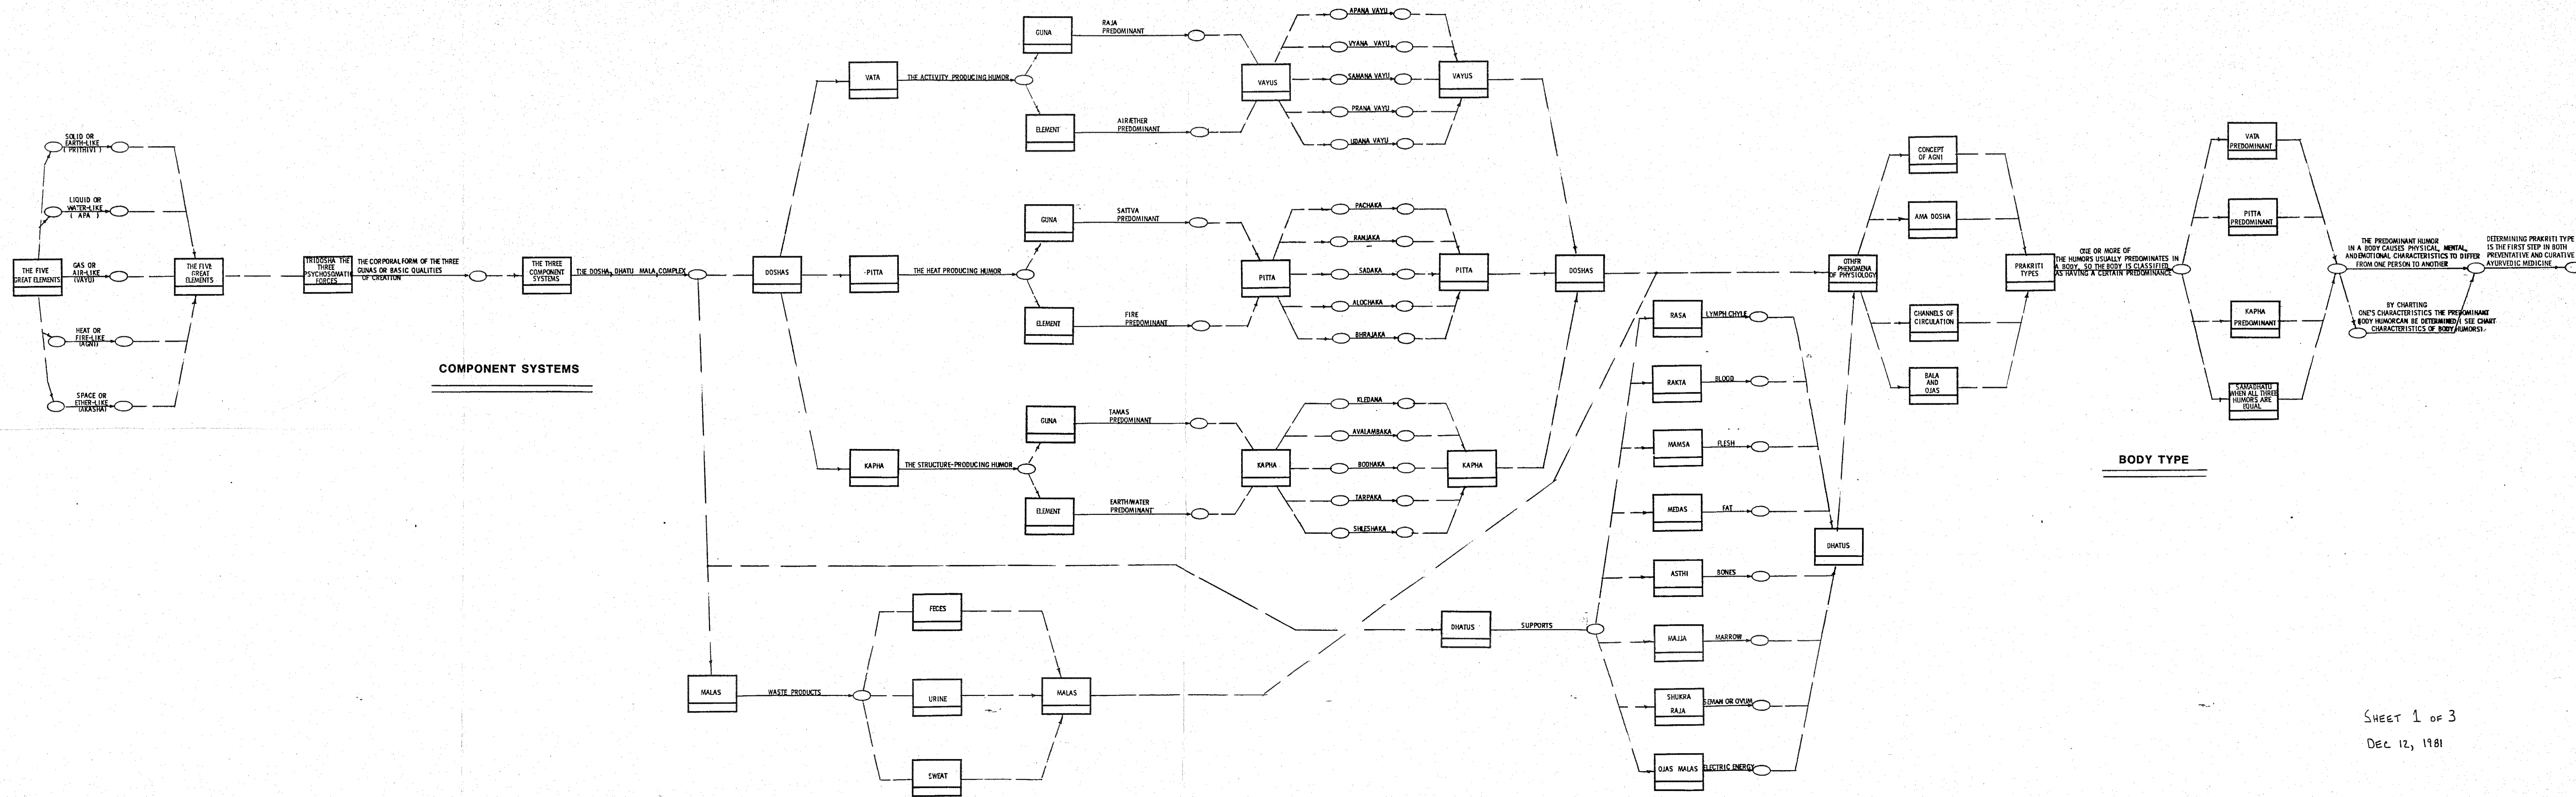 SOLID OR
EARTH-LIKE
( PRITHIVI )
LIQUID OR
WATER-LIKE
( APA )
THE FIVE
GREAT ELEMENTS
GAS OR
AIR-LIKE
(VAYU)
HEAT OR
FIRE-LIKE
(AGNI)
SPACE OR
ETHER-LIKE
(AKASHA)
THE FIVE
GREAT
ELEMENTS
TRIDOSHA THE
THREE
PSYCHOSOMATIC
FORCES
THE CORPORAL FORM OF THE THREE
GUNAS OR BASIC QUALITIES
OF CREATION
THE THREE
COMPONENT
SYSTEMS
THE DOSHA, DHATU MALA, COMPLEX
COMPONENT SYSTEMS
DOSHAS
VATA
THE ACTIVITY PRODUCING HUMOR
GUNA
RAJA
PREDOMINANT
ELEMENT
AIR/ETHER
PREDOMINANT
VAYUS
APANA VAYU
VYANA VAYU
SAMANA VAYU
PRANA VAYU
UDANA VAYU
VAYUS
-PITTA
THE HEAT PRODUCING HUMOR
GUNA
SATTVA
PREDOMINANT
ELEMENT
FIRE
PREDOMINANT
PITTA
PACHAKA
RANJAKA
SADAKA
ALOCHAKA
BHRAJAKA
PITTA
KAPHA
THE STRUCTURE-PRODUCING HUMOR
GUNA
TAMAS
PREDOMINANT
ELEMENT
EARTH/WATER
PREDOMINANT
KAPHA
KLEDANA
AVALAMBAKA
BODHAKA
TARPAKA
SHLESHAKA
KAPHA
DOSHAS
MALAS
WASTE PRODUCTS
FECES
URINE
SWEAT
MALAS
DHATUS
SUPPORTS
RASA
LYMPH CHYLE
RAKTA
BLOOD
MAMSA
FLESH
MEDAS
FAT
ASTHI
BONES
MAJJA
MARROW
SHUKRA
RAJA
SEMAN OR OVUM
OJAS MALAS
ELECTRIC ENERGY
DHATUS
OTHER
PHENOMENA
OF PHYSIOLOGY
CONCEPT
OF AGNI
AMA DOSHA
CHANNELS OF
CIRCULATION
BALA
AND
OJAS
PRAKRITI
TYPES
ONE OR MORE OF
THE HUMORS USUALLY PREDOMINATES IN
A BODY, SO THE BODY IS CLASSIFIED
AS HAVING A CERTAIN PREDOMINANCE
VATA
PREDOMINANT
PITTA
PREDOMINANT
KAPHA
PREDOMINANT
SAMADHATU
WHEN ALL THREE
HUMORS ARE
EQUAL
BODY TYPE
THE PREDOMINANT HUMOR
IN A BODY CAUSES PHYSICAL, MENTAL,
AND EMOTIONAL CHARACTERISTICS TO DIFFER
FROM ONE PERSON TO ANOTHER
BY CHARTING
ONE'S CHARACTERISTICS THE PREDOMINANT
BODY HUMOR CAN BE DETERMINED ( SEE CHART
CHARACTERISTICS OF BODY HUMORS).
DETERMINING PRAKRITI TYPE
IS THE FIRST STEP IN BOTH
PREVENTATIVE AND CURATIVE
AYURVEDIC MEDICINE
SHEET 1 OF 3
DEC 12, 1981